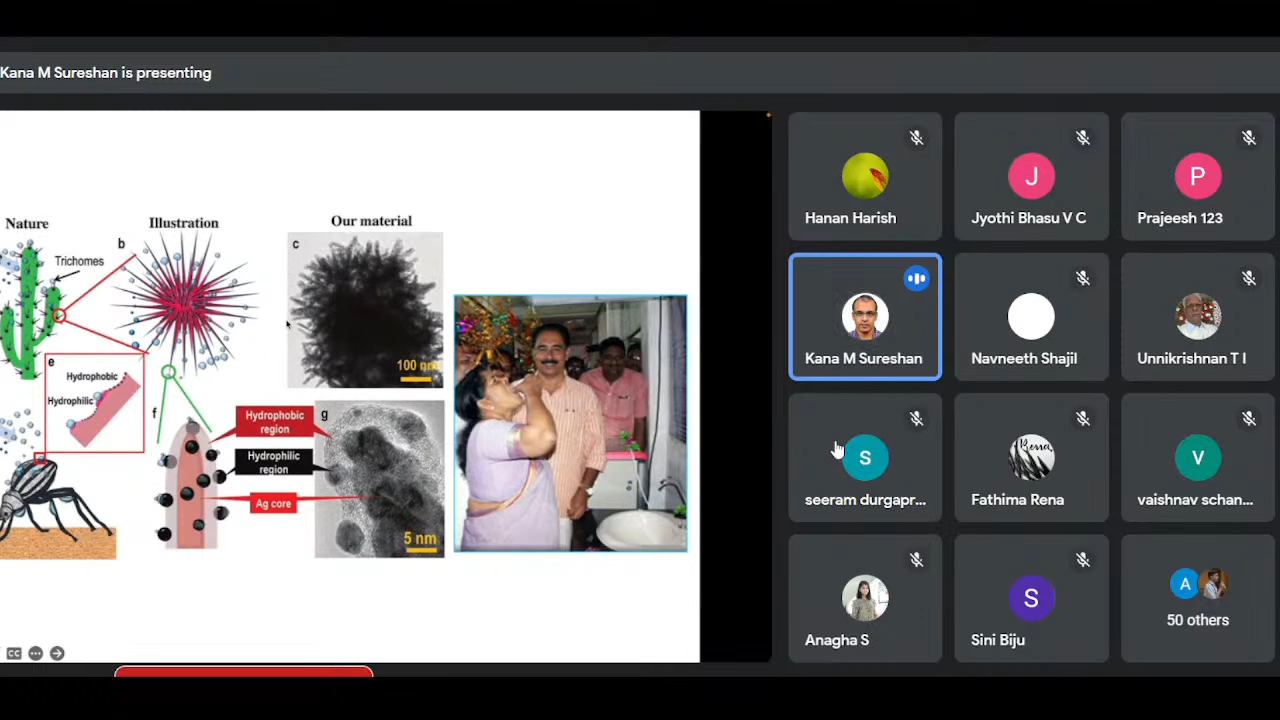 Kana M Sureshan is presenting
Nature
Illustration
Our material
b
c
Trichomes
100 nm
e
Hydrophobic
Hydrophilic
f
Hydrophobic
region
g
Hydrophilic
region
Ag core
5 nm
CC
Hanan Harish
J
Jyothi Bhasu V C
P
Prajeesh 123
Kana M Sureshan
Navneeth Shajil
Unnikrishnan T I
S
seeram durgapr...
Fathima Rena
V
vaishnav schan...
Anagha S
S
Sini Biju
A
50 others